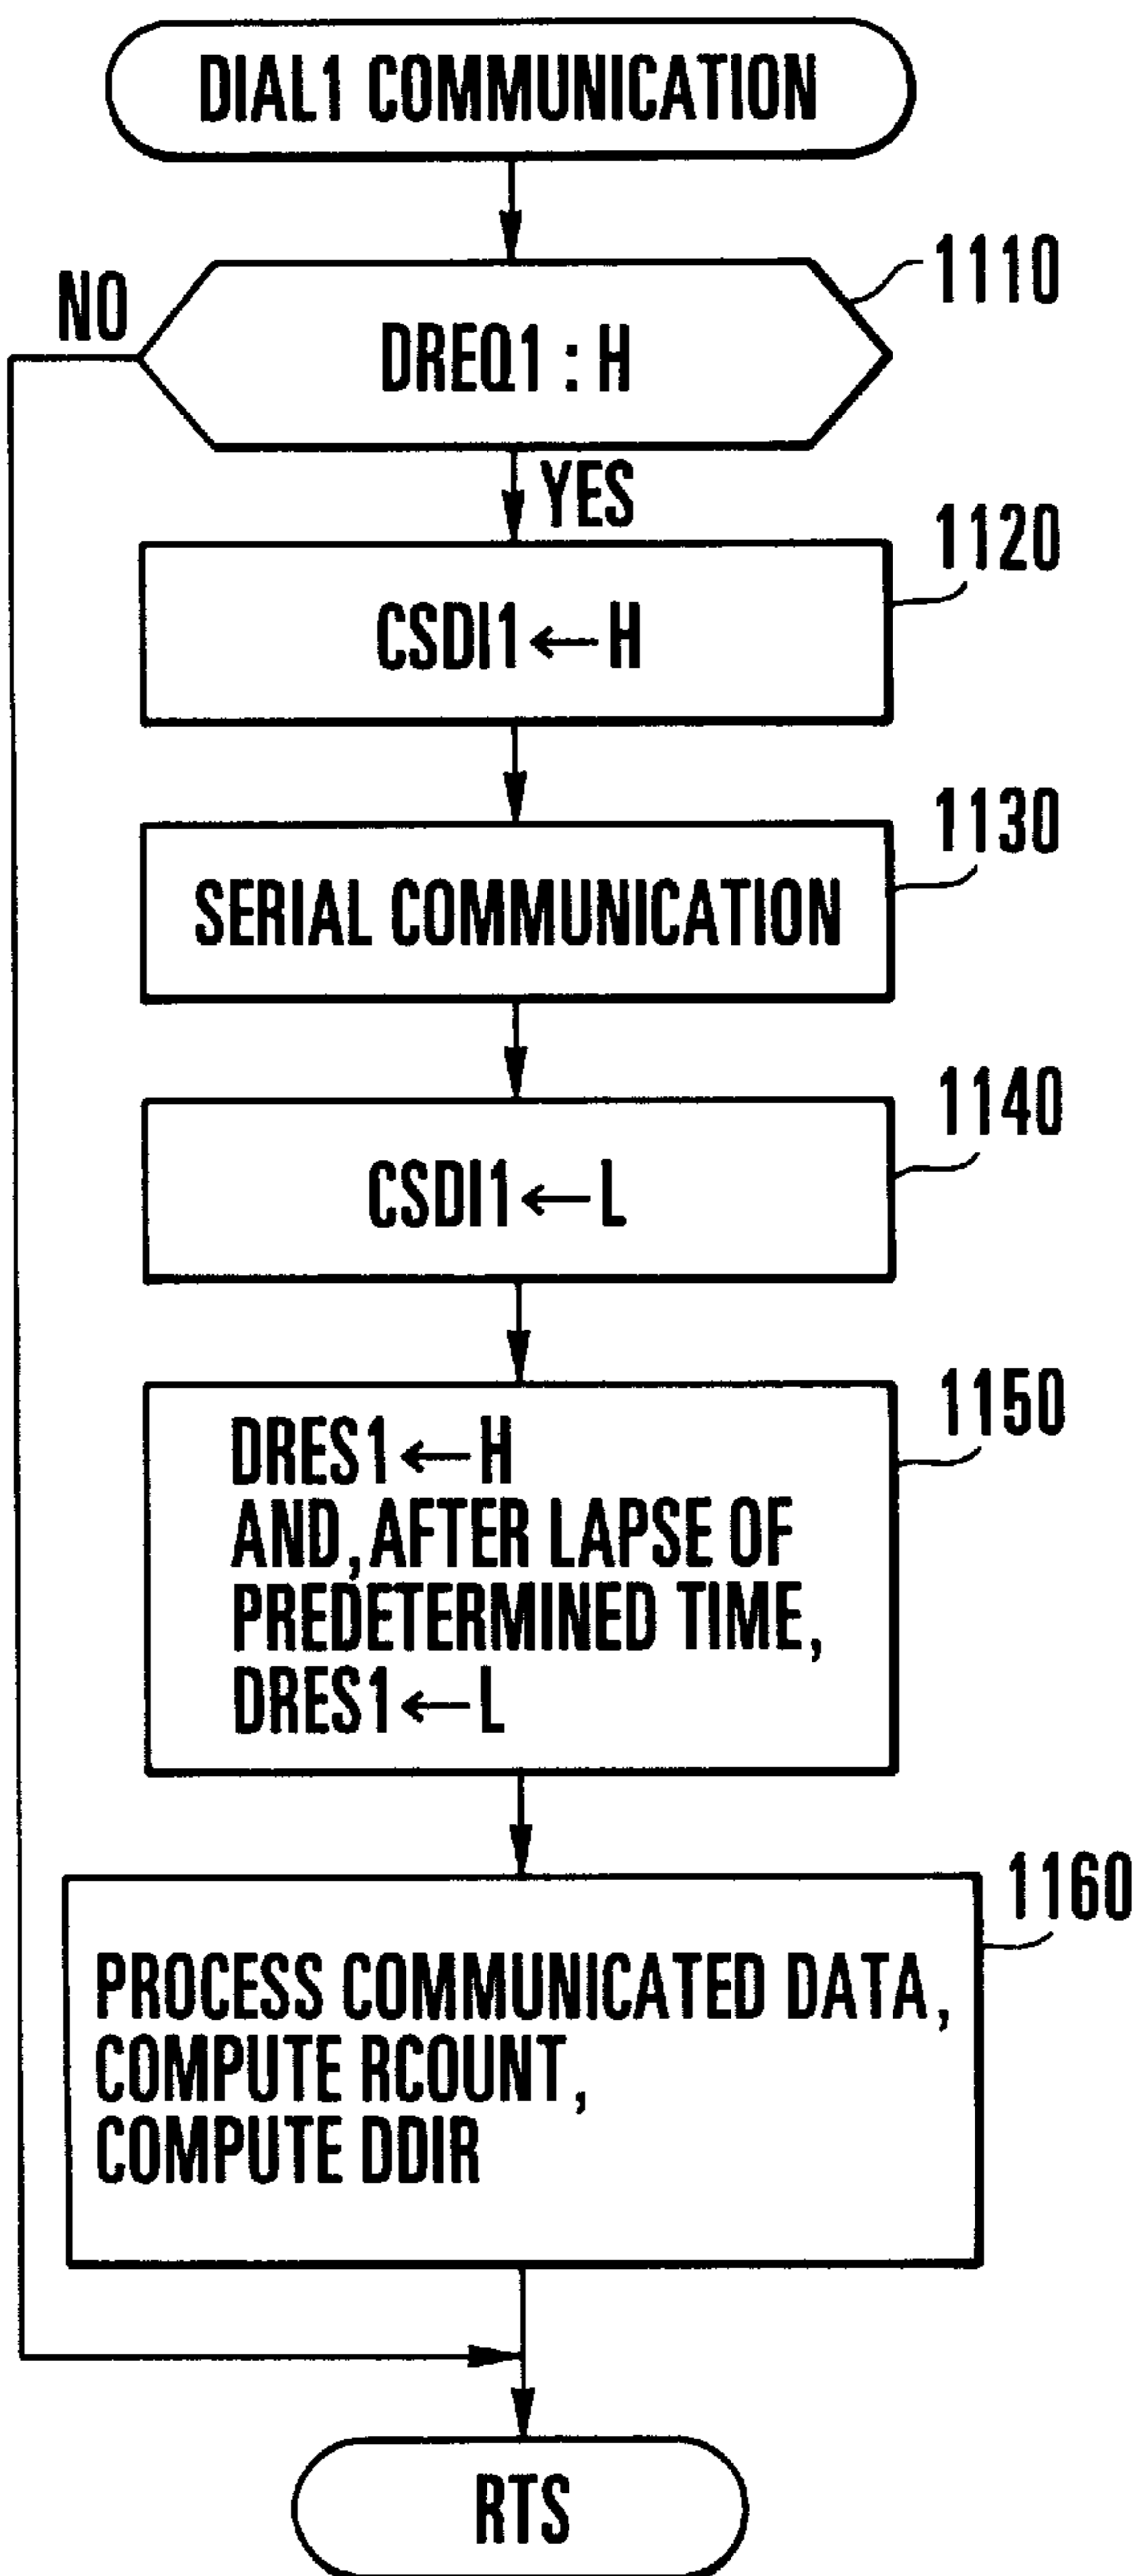 DIAL1 COMMUNICATION
1110
NO
DREQ1 : H
YES
1120
CSDI1←H
1130
SERIAL COMMUNICATION
1140
CSDI1←L
1150
DRES1←H
AND, AFTER LAPSE OF
PREDETERMINED TIME,
DRES1←L
1160
PROCESS COMMUNICATED DATA,
COMPUTE RCOUNT,
COMPUTE DDIR
RTS